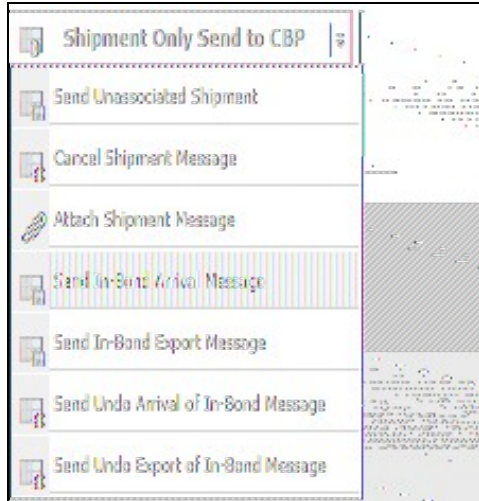 Shipment Only Send to CBP
Send Unassociated Shipment
Cancel Shipment Message
Attach Shipment Message
Send In-Bond Arrival Message
Send In-Bond Export Message
Send Undo Arrival of In-Bond Message
Send Undo Export of In-Bond Message